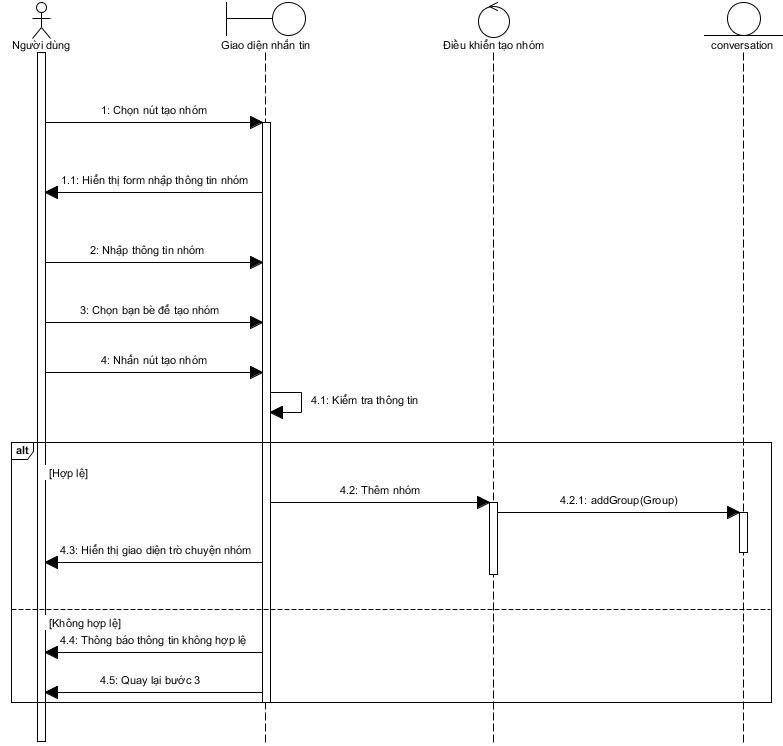 Người dùng
Giao diện nhắn tin
Điều khiển tạo nhóm
conversation
1: Chọn nút tạo nhóm
1.1: Hiển thị form nhập thông tin nhóm
2: Nhập thông tin nhóm
3: Chọn bạn bè để tạo nhóm
4: Nhấn nút tạo nhóm
4.1: Kiểm tra thông tin
alt
[Hợp lệ]
4.2: Thêm nhóm
4.2.1: addGroup(Group)
4.3: Hiển thị giao diện trò chuyện nhóm
[Không hợp lệ]
4.4: Thông báo thông tin không hợp lệ
4.5: Quay lại bước 3